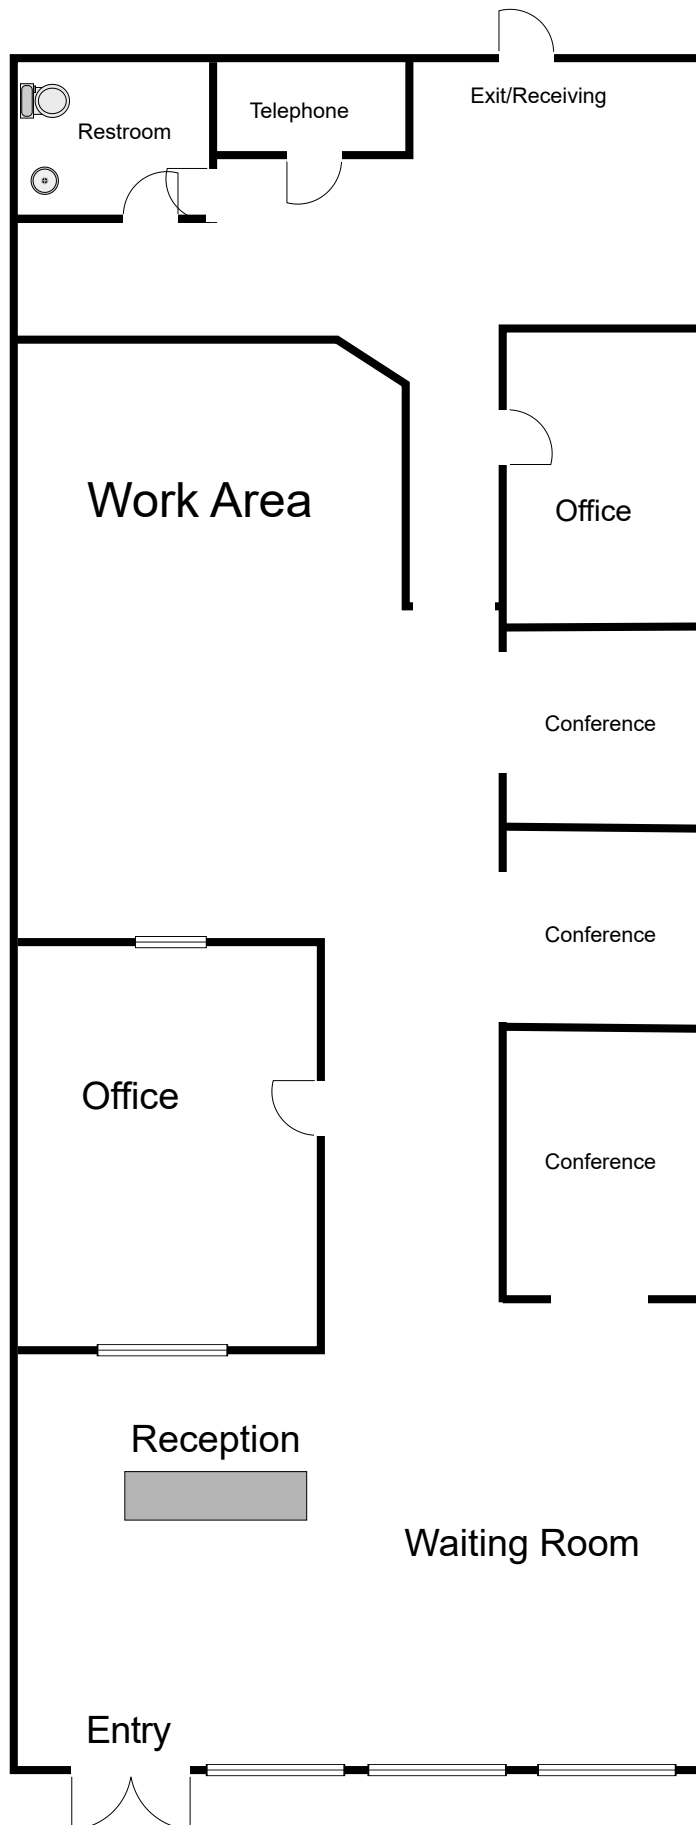 Exit/Receiving
Telephone
Restroom
Work Area
Office
Conference
Conference
Office
Conference
Reception
Waiting Room
Entry